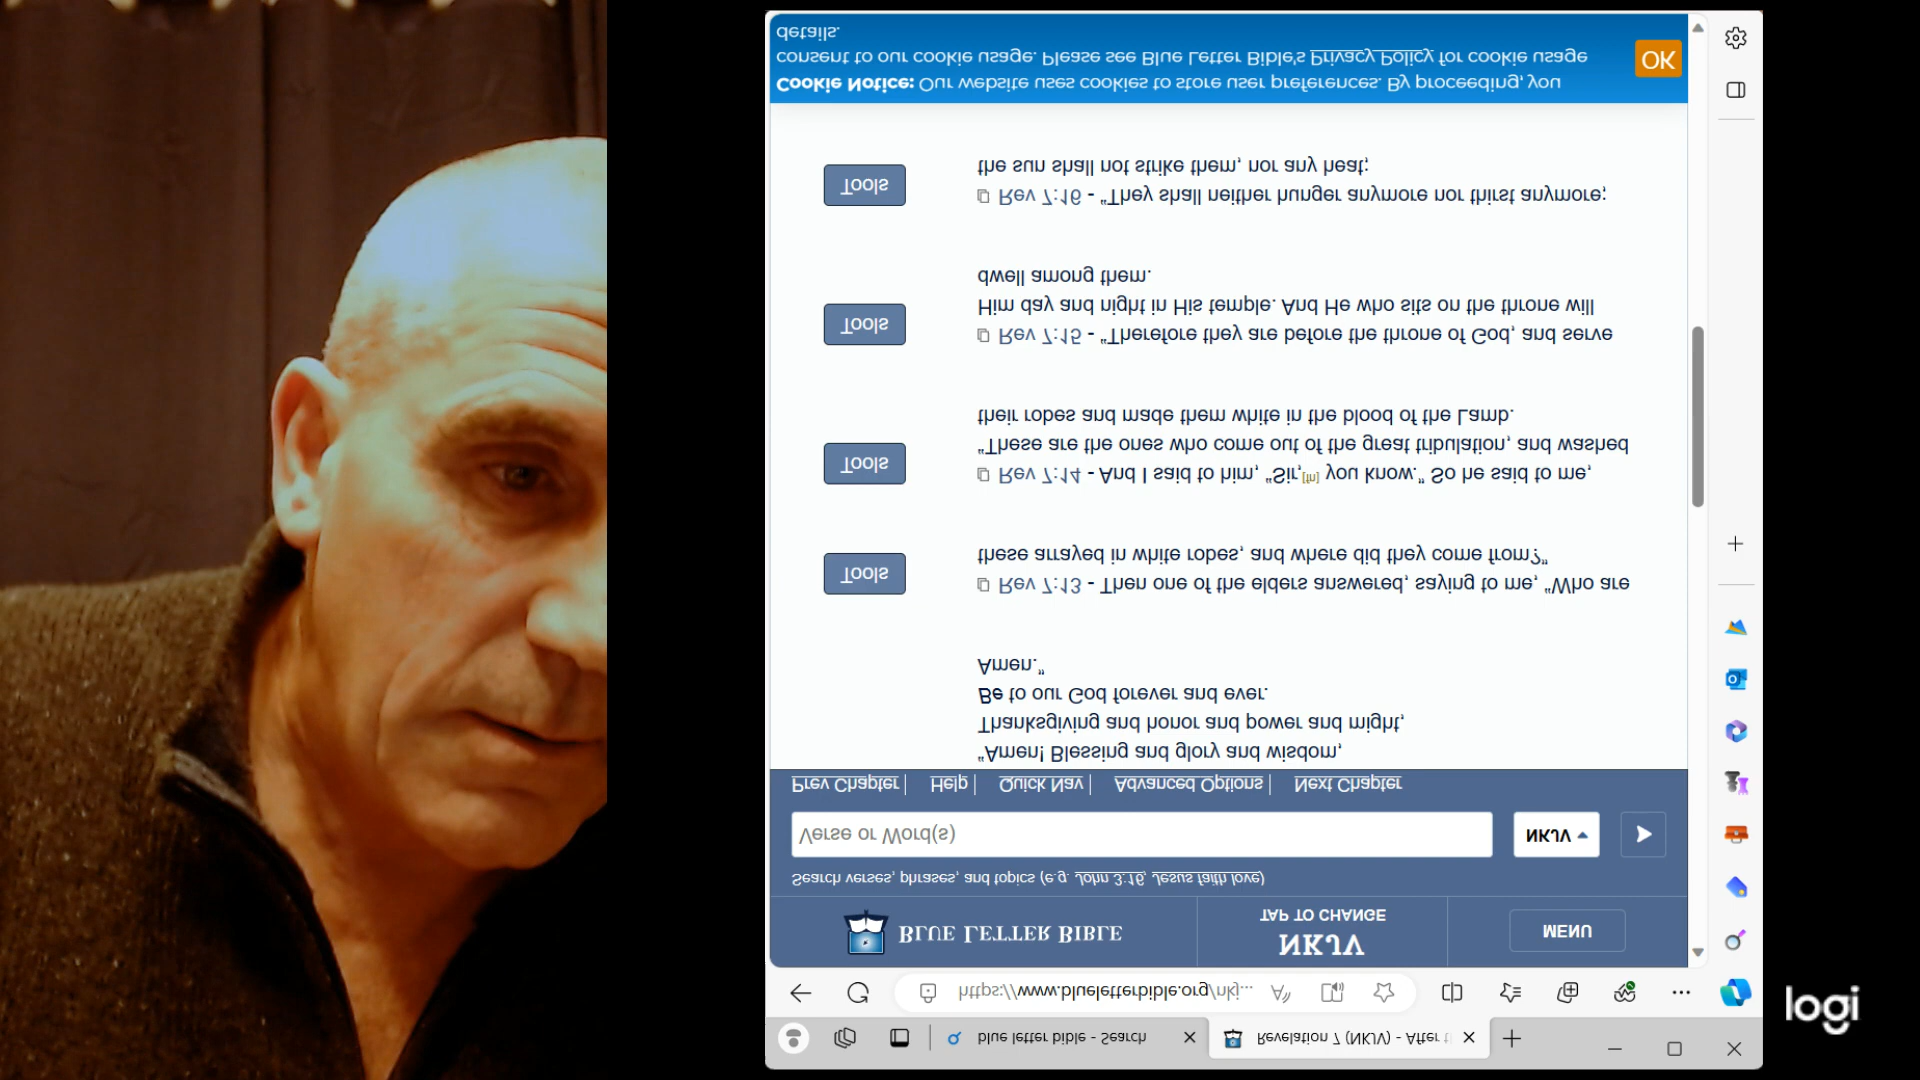 blue letter bible - Search
Revelation 7 (NKJV) - After t
https://www.blueletterbible.org/nkj...
BLUE LETTER BIBLE
NKJV
TAP TO CHANGE
MENU
Search verses, phrases, and topics (e.g. John 3:16, Jesus faith love)
Verse or Word(s)
NKJV
Prev Chapter | Help | Quick Nav | Advanced Options | Next Chapter
“Amen! Blessing and glory and wisdom,
Thanksgiving and honor and power and might,
Be to our God forever and ever.
Amen.”
Tools
Rev 7:13 - Then one of the elders answered, saying to me, “Who are
these arrayed in white robes, and where did they come from?”
Tools
Rev 7:14 - And I said to him, “Sir,[fn] you know.” So he said to me,
“These are the ones who come out of the great tribulation, and washed
their robes and made them white in the blood of the Lamb.
Tools
Rev 7:15 - “Therefore they are before the throne of God, and serve
Him day and night in His temple. And He who sits on the throne will
dwell among them.
Tools
Rev 7:16 - “They shall neither hunger anymore nor thirst anymore;
the sun shall not strike them, nor any heat;
Cookie Notice: Our website uses cookies to store user preferences. By proceeding, you
consent to our cookie usage. Please see Blue Letter Bible's Privacy Policy for cookie usage
details.
OK
logi